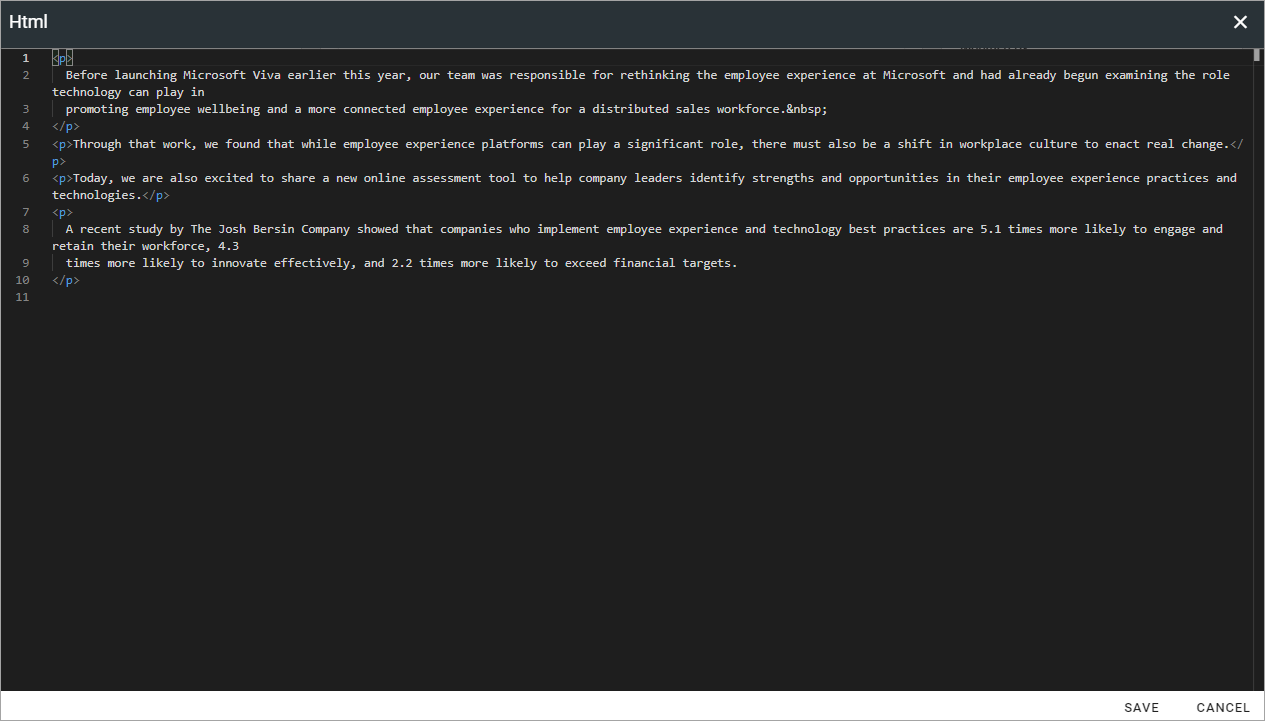 Html
1 <p>
2 Before launching Microsoft Viva earlier this year, our team was responsible for rethinking the employee experience at Microsoft and had already begun examining the role
technology can play in
3 promoting employee wellbeing and a more connected employee experience for a distributed sales workforce.&nbsp;
4 </p>
5 <p>Through that work, we found that while employee experience platforms can play a significant role, there must also be a shift in workplace culture to enact real change.</
p>
6 <p>Today, we are also excited to share a new online assessment tool to help company leaders identify strengths and opportunities in their employee experience practices and
technologies.</p>
7 <p>
8 A recent study by The Josh Bersin Company showed that companies who implement employee experience and technology best practices are 5.1 times more likely to engage and
retain their workforce, 4.3
9 times more likely to innovate effectively, and 2.2 times more likely to exceed financial targets.
10 </p>
11
SAVE CANCEL